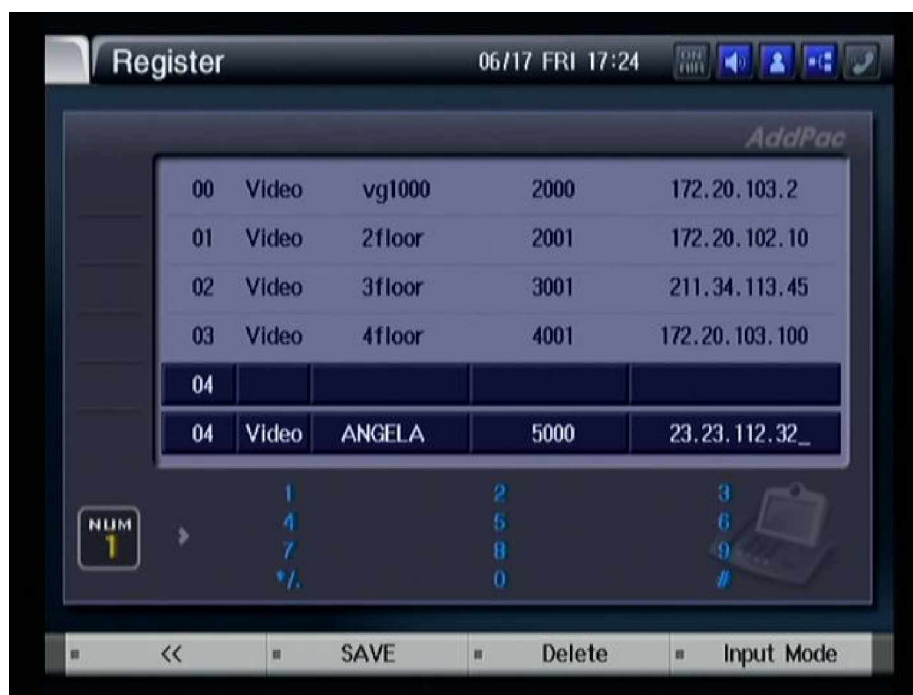 Register 06/17 FRI 17:24
AddPac
00 Video vg1000 2000 172.20.103.2
01 Video 2floor 2001 172.20.102.10
02 Video 3floor 3001 211.34.113.45
03 Video 4floor 4001 172.20.103.100
04
04 Video ANGELA 5000 23.23.112.32_
1 2 3
NUM 4 5 6
1 7 8 9
*/. 0 #
<< SAVE Delete Input Mode